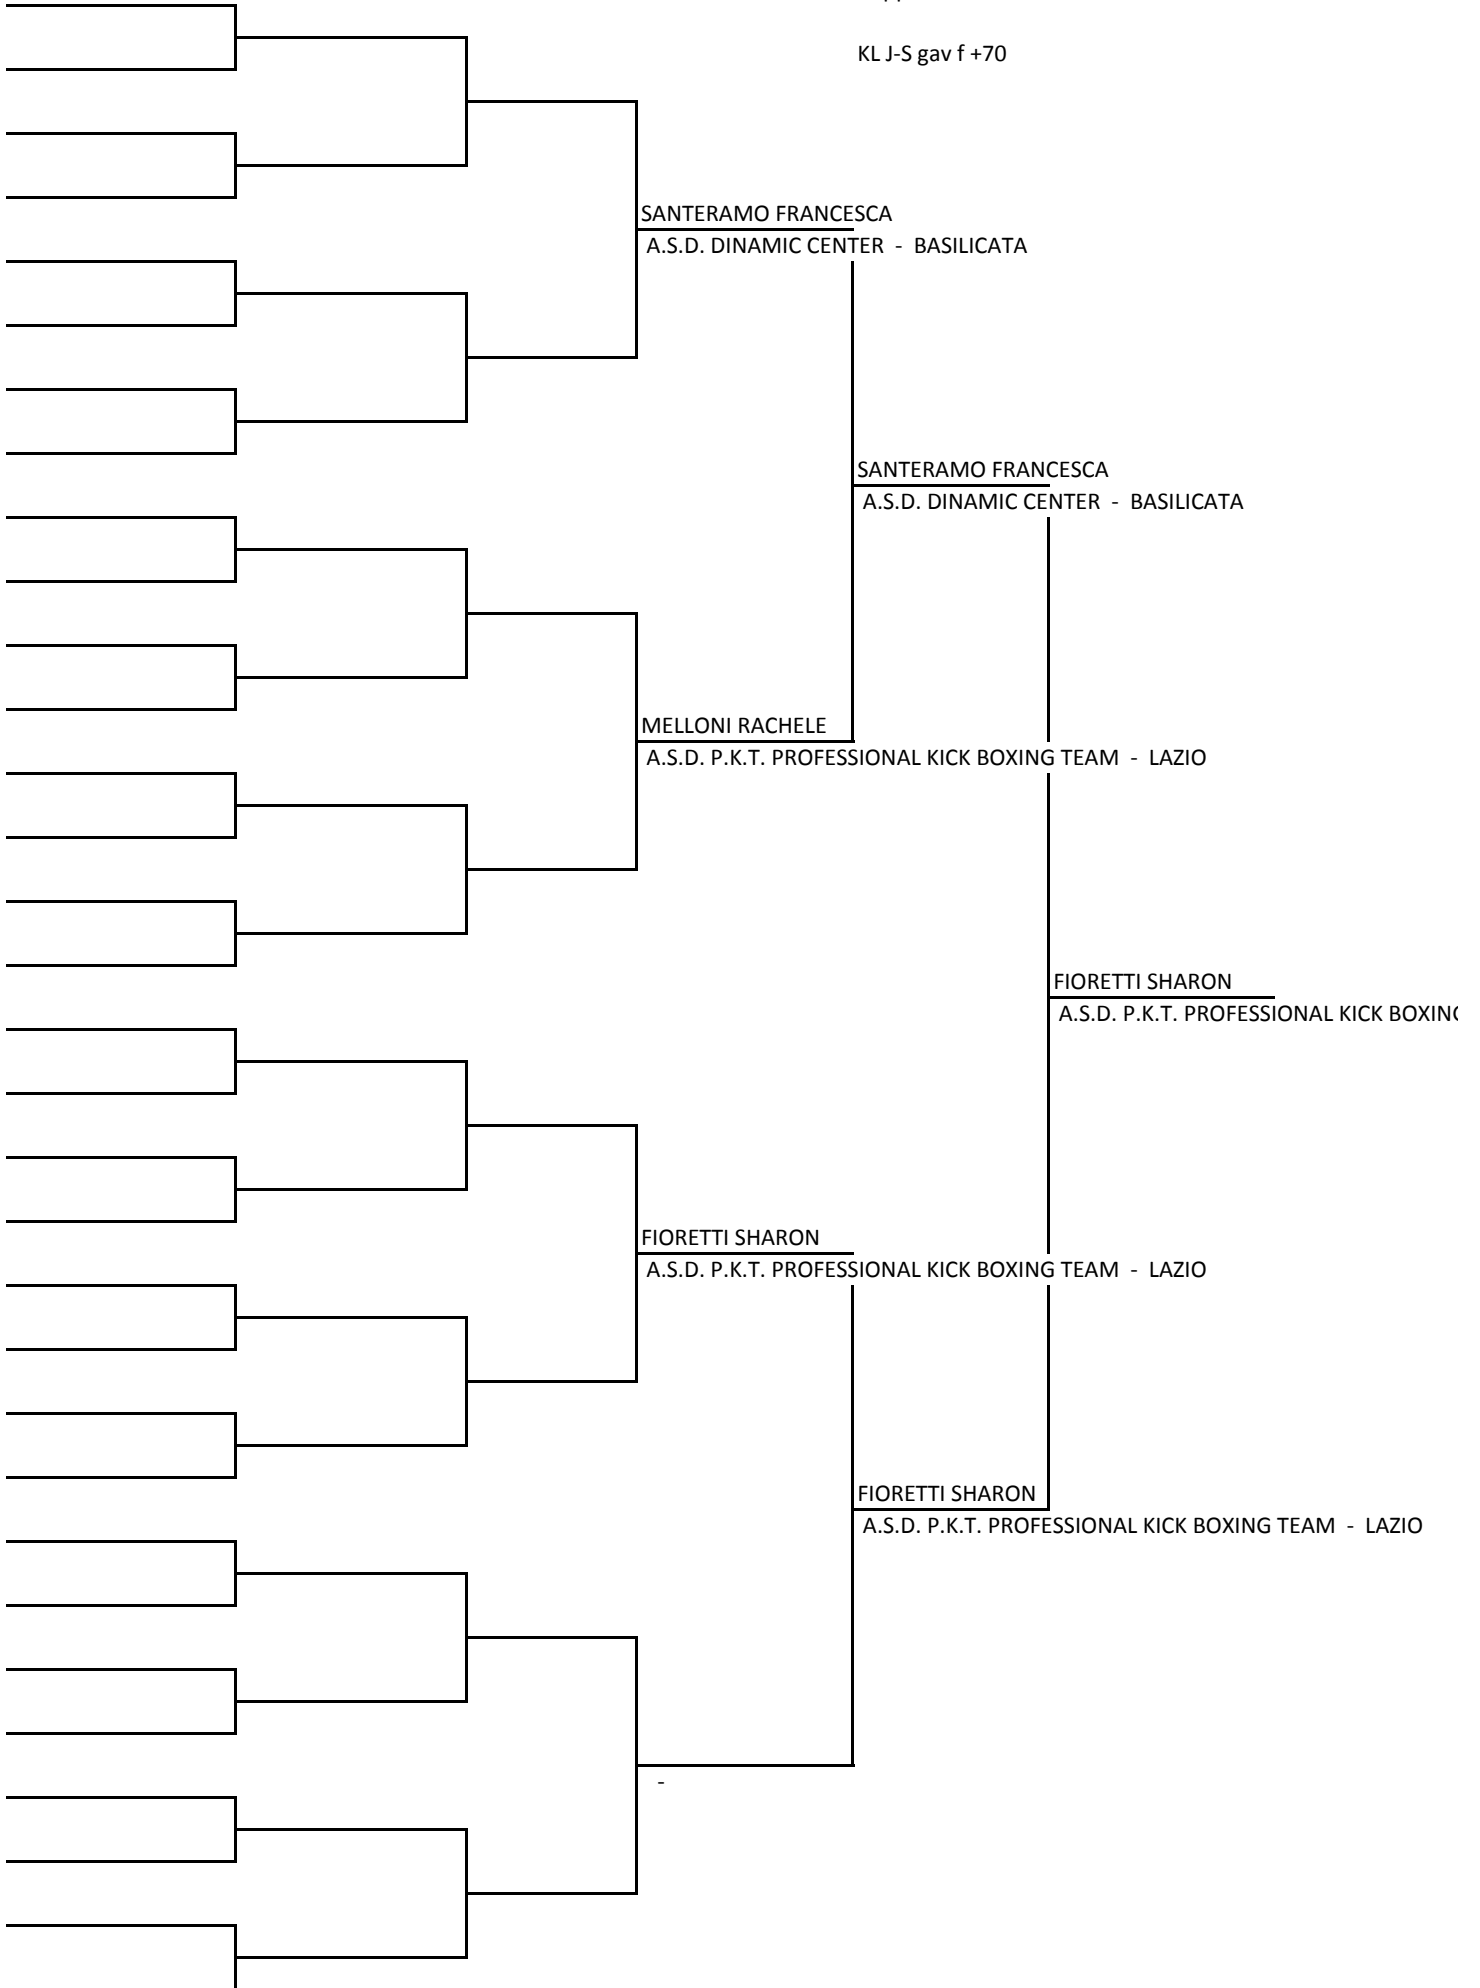 KL J-S gav f +70
SANTERAMO FRANCESCA
A.S.D. DINAMIC CENTER - BASILICATA
SANTERAMO FRANCESCA
A.S.D. DINAMIC CENTER - BASILICATA
MELLONI RACHELE
A.S.D. P.K.T. PROFESSIONAL KICK BOXING TEAM - LAZIO
FIORETTI SHARON
A.S.D. P.K.T. PROFESSIONAL KICK BOXING
FIORETTI SHARON
A.S.D. P.K.T. PROFESSIONAL KICK BOXING TEAM - LAZIO
FIORETTI SHARON
A.S.D. P.K.T. PROFESSIONAL KICK BOXING TEAM - LAZIO
-